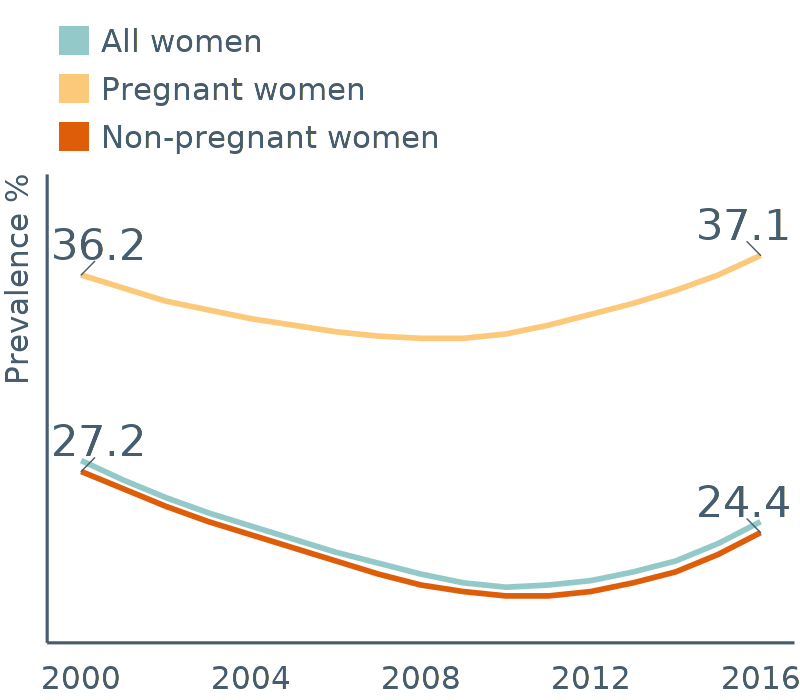 All women
Pregnant women
Non-pregnant women
Prevalence %
36.2
37.1
27.2
24.4
2000 2004 2008 2012 2016